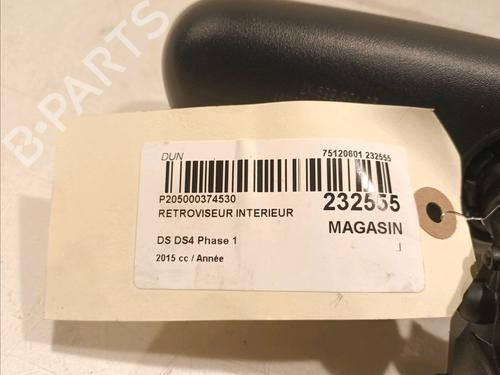 B-PARTS
DUN
75120601 232555
P205000374530
232555
RETROVISEUR INTERIEUR
MAGASIN
J
DS DS4 Phase 1
2015 cc / Année